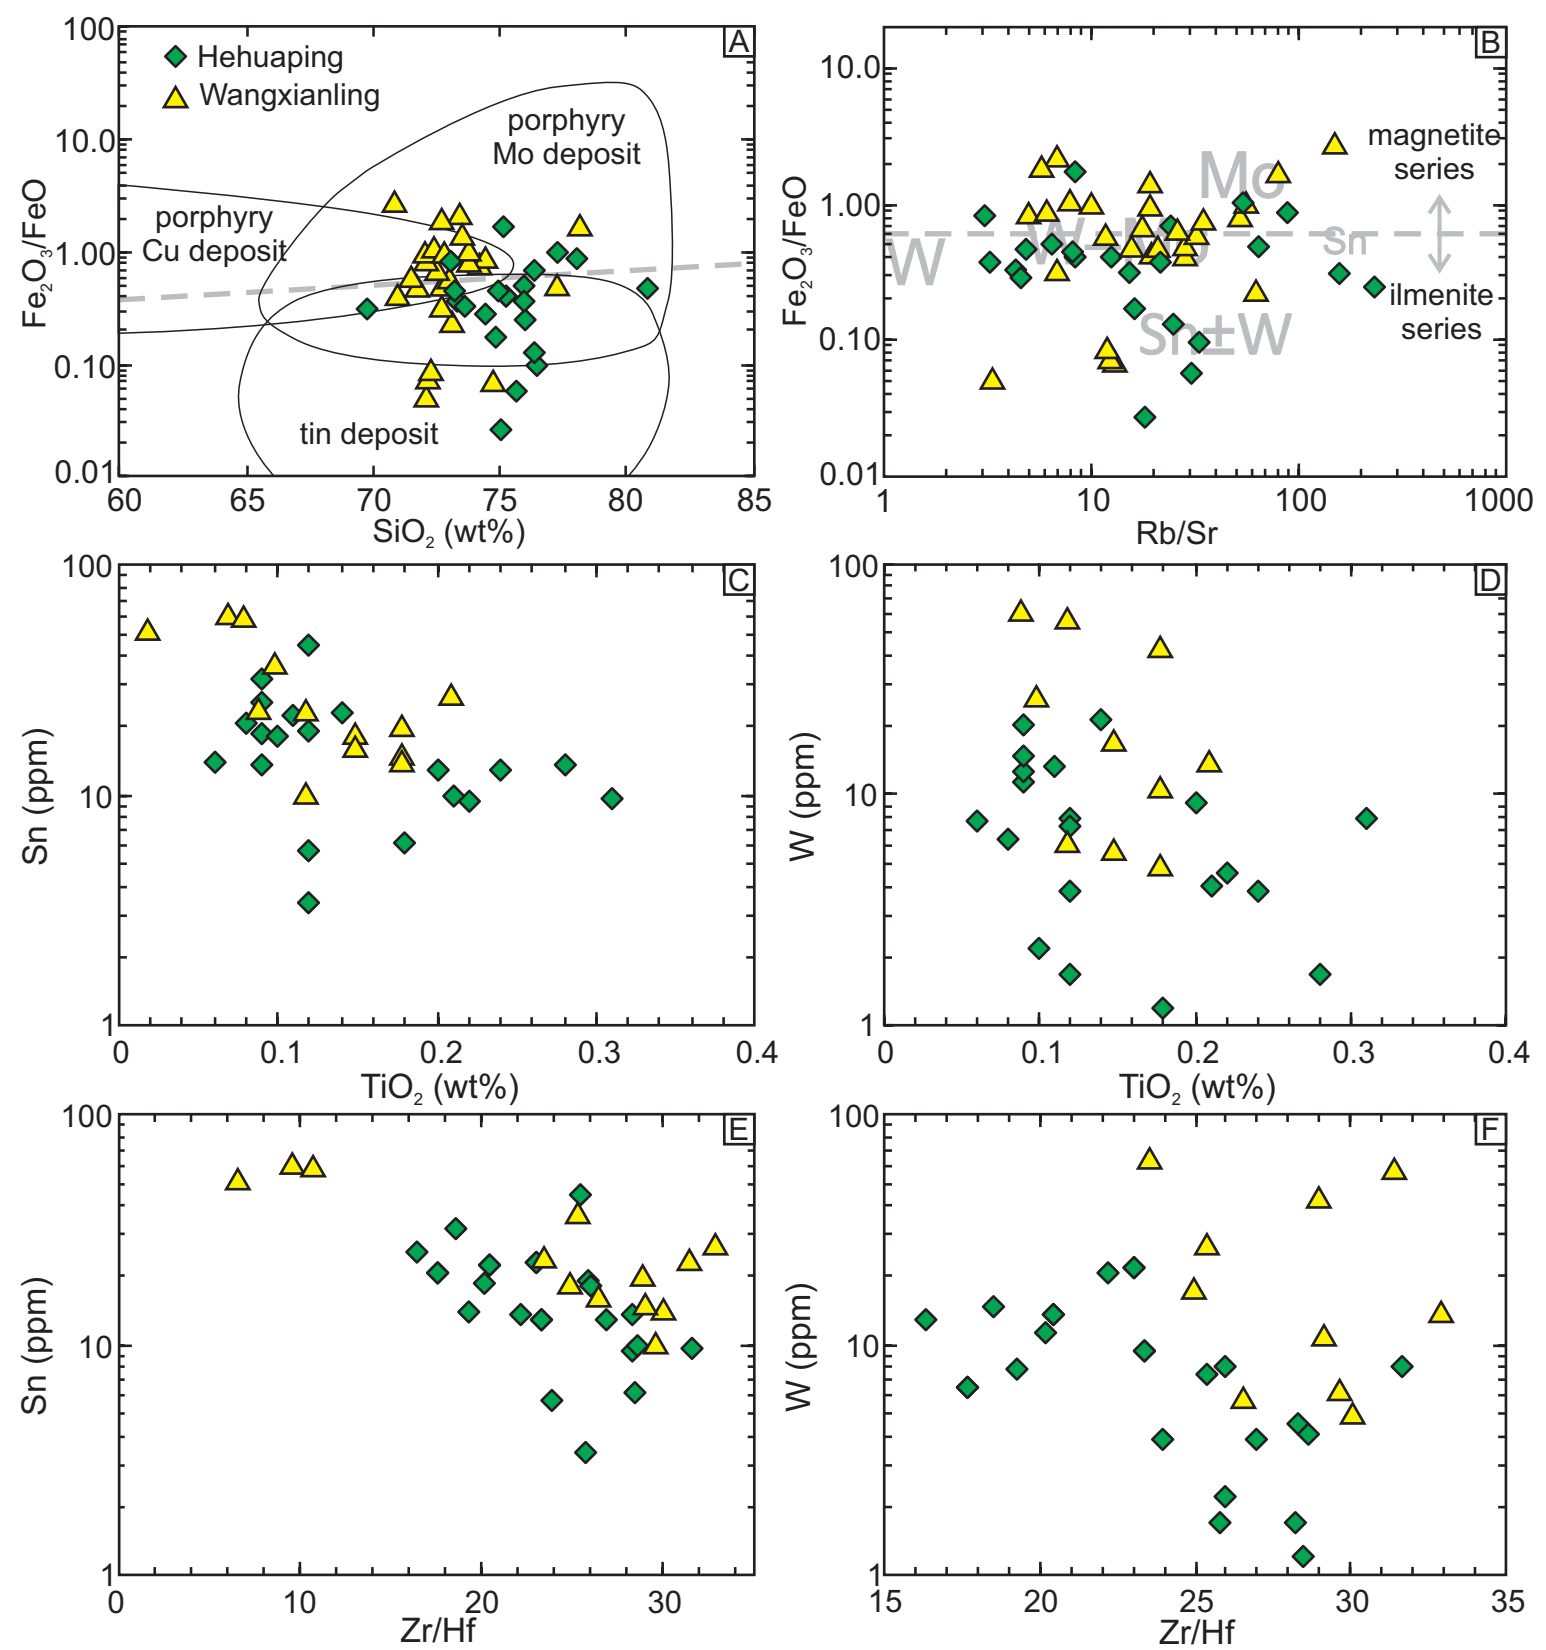 A
Hehuaping
Wangxianling
porphyry
Mo deposit
porphyry
Cu deposit
tin deposit
100
10.0
1.00
0.10
0.01
Fe₂O₃/FeO
60 65 70 75 80 85
SiO₂ (wt%)
B
magnetite
series
ilmenite
series
Mo
W
W±Mo
Sn
Sn±W
10.0
1.00
0.10
0.01
Fe₂O₃/FeO
1 10 100 1000
Rb/Sr
C
100
10
1
Sn (ppm)
0 0.1 0.2 0.3 0.4
TiO₂ (wt%)
D
100
10
1
W (ppm)
0 0.1 0.2 0.3 0.4
TiO₂ (wt%)
E
100
10
1
Sn (ppm)
0 10 20 30
Zr/Hf
F
100
10
1
W (ppm)
15 20 25 30 35
Zr/Hf